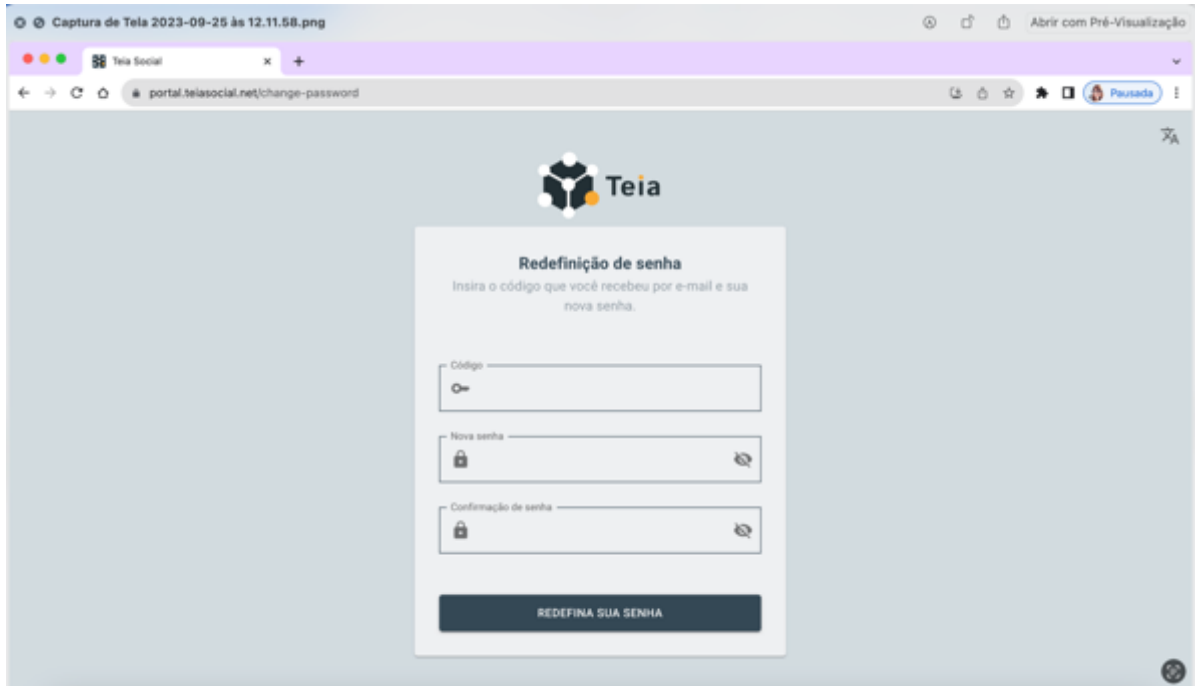 Captura de Tela 2023-09-25 às 12.11.58.png
Abrir com Pré-Visualização
Teia Social
portal.teiasocial.net/change-password
Pausada
Teia
Redefinição de senha
Insira o código que você recebeu por e-mail e sua
nova senha.
Código
Nova senha
Confirmação de senha
REDEFINA SUA SENHA